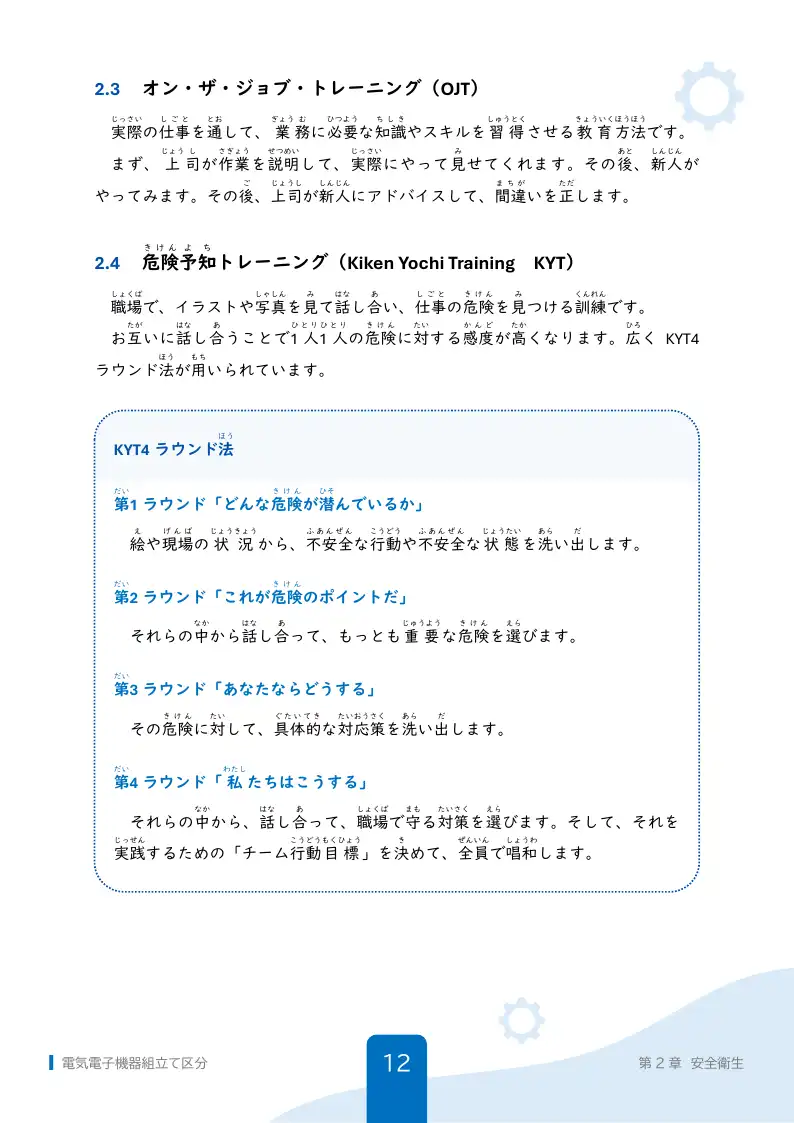 2.3 オン・ザ・ジョブ・トレーニング（OJT）
実際の仕事を通して、業務に必要な知識やスキルを習得させる教育方法です。
まず、上司が作業を説明して、実際にやって見せてくれます。その後、新人が
やってみます。その後、上司が新人にアドバイスして、間違いを正します。
2.4 危険予知トレーニング（Kiken Yochi Training　KYT）
職場で、イラストや写真を見て話し合い、仕事の危険を見つける訓練です。
お互いに話し合うことで1人1人の危険に対する感度が高くなります。広く KYT4
ラウンド法が用いられています。
KYT4 ラウンド法
第1 ラウンド「どんな危険が潜んでいるか」
絵や現場の状況から、不安全な行動や不安全な状態を洗い出します。
第2 ラウンド「これが危険のポイントだ」
それらの中から話し合って、もっとも重要な危険を選びます。
第3 ラウンド「あなたならどうする」
その危険に対して、具体的な対応策を洗い出します。
第4 ラウンド「私たちはこうする」
それらの中から、話し合って、職場で守る対策を選びます。そして、それを
実践するための「チーム行動目標」を決めて、全員で唱和します。
電気電子機器組立て区分
12
第 2 章 安全衛生